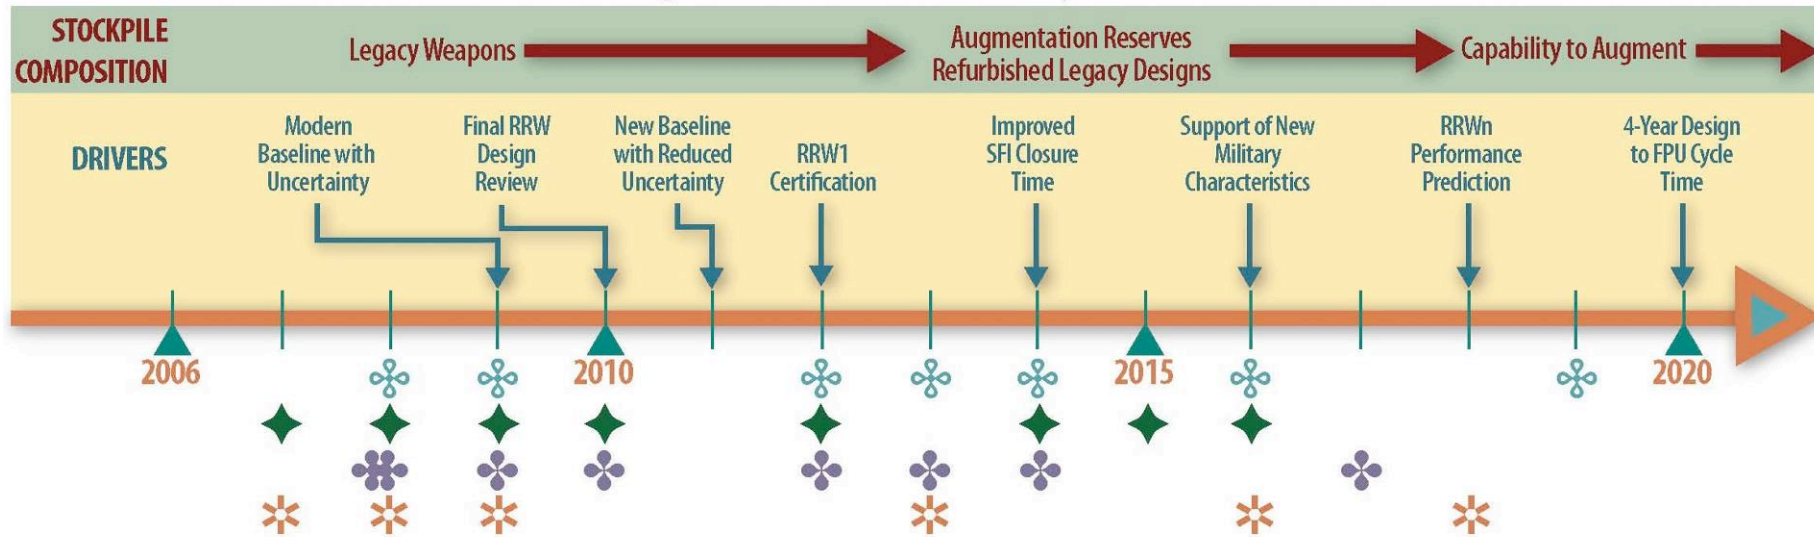 STOCKPILE
COMPOSITION
Legacy Weapons
Augmentation Reserves
Refurbished Legacy Designs
Capability to Augment
DRIVERS
Modern
Baseline with
Uncertainty
Final RRW
Design
Review
New Baseline
with Reduced
Uncertainty
RRW1
Certification
Improved
SFI Closure
Time
Support of New
Military
Characteristics
RRWn
Performance
Prediction
4-Year Design
to FPU Cycle
Time
2006
2010
2015
2020